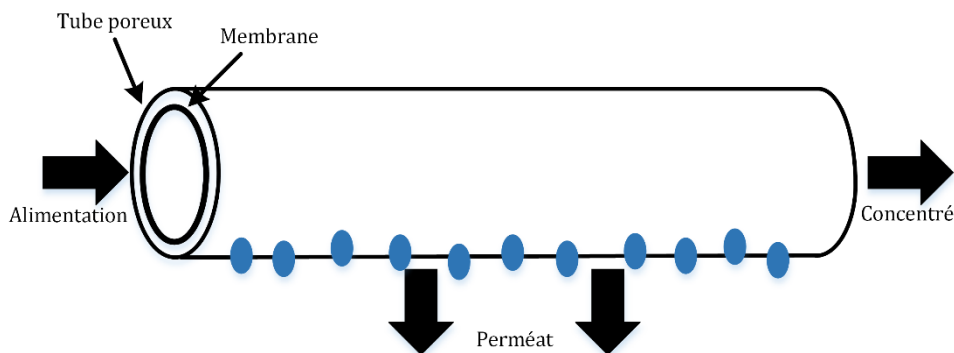 Tube poreux
Membrane
Alimentation
Concentré
Perméat